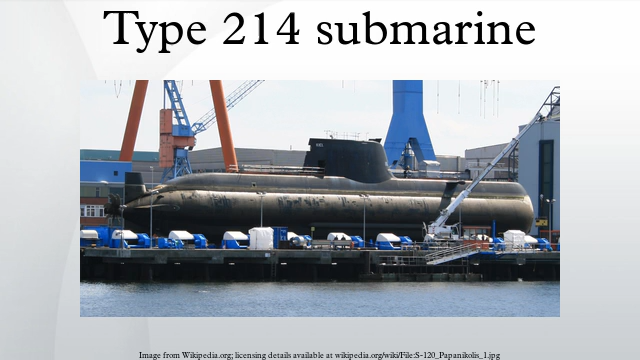 Type 214 submarine
Image from Wikipedia.org; licensing details available at wikipedia.org/wiki/File:S-120_Papanikolis_1.jpg